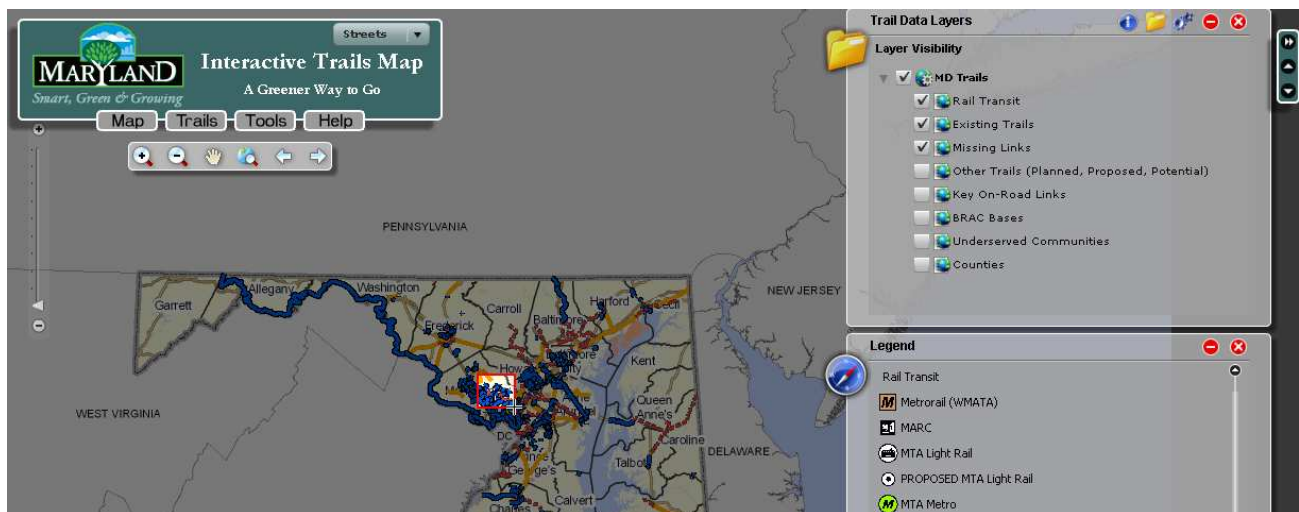 MARYLAND
Smart, Green & Growing
Streets
Interactive Trails Map
A Greener Way to Go
Map
Trails
Tools
Help
PENNSYLVANIA
NEW JERSEY
WEST VIRGINIA
DELAWARE
Garrett
Allegany
Washington
Frederick
Carroll
Harford
Cecil
Kent
DC
Queen
Anne's
Caroline
Talbot
George's
Calvert
Charles
Trail Data Layers
Layer Visibility
MD Trails
Rail Transit
Existing Trails
Missing Links
Other Trails (Planned, Proposed, Potential)
Key On-Road Links
BRAC Bases
Underserved Communities
Counties
Legend
Rail Transit
Metrorail (WMATA)
MARC
MTA Light Rail
PROPOSED MTA Light Rail
MTA Metro